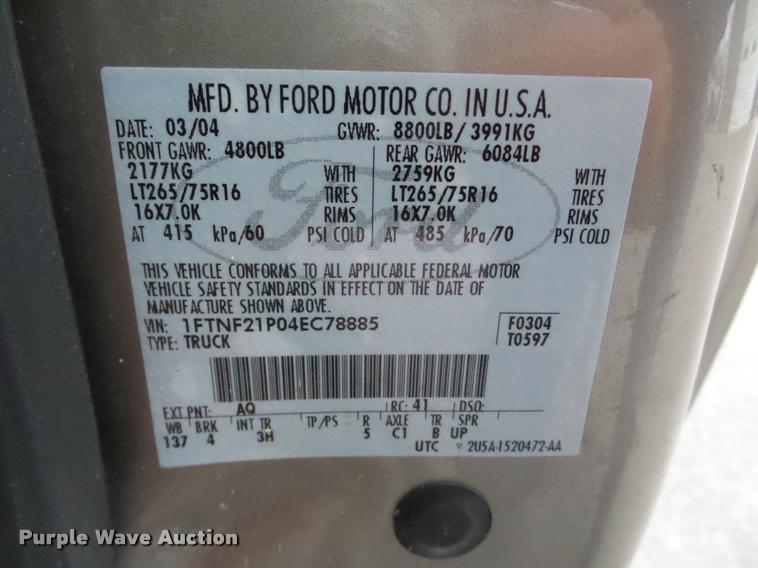 MFD. BY FORD MOTOR CO. IN U.S.A.
DATE: 03/04 GVWR: 8800LB/ 3991KG
FRONT GAWR: 4800LB REAR GAWR: 6084LB
2177KG WITH 2759KG WITH
LT265/75R16 TIRES LT265/75R16 TIRES
16X7.0K RIMS 16X7.0K RIMS
AT 415 kPa/60 PSI COLD AT 485 kPa/70 PSI COLD
Ford
THIS VEHICLE CONFORMS TO ALL APPLICABLE FEDERAL MOTOR
VEHICLE SAFETY STANDARDS IN EFFECT ON THE DATE OF
MANUFACTURE SHOWN ABOVE.
VIN: 1FTNF21P04EC78885 F0304
TYPE: TRUCK T0597
EXT PNT: AQ RC: 41 DSO:
WB BRK INT TR TP/PS R AXLE TR SPR
137 4 3H 5 C1 B UP
UTC 2U5A-1520472-AA
Purple Wave Auction